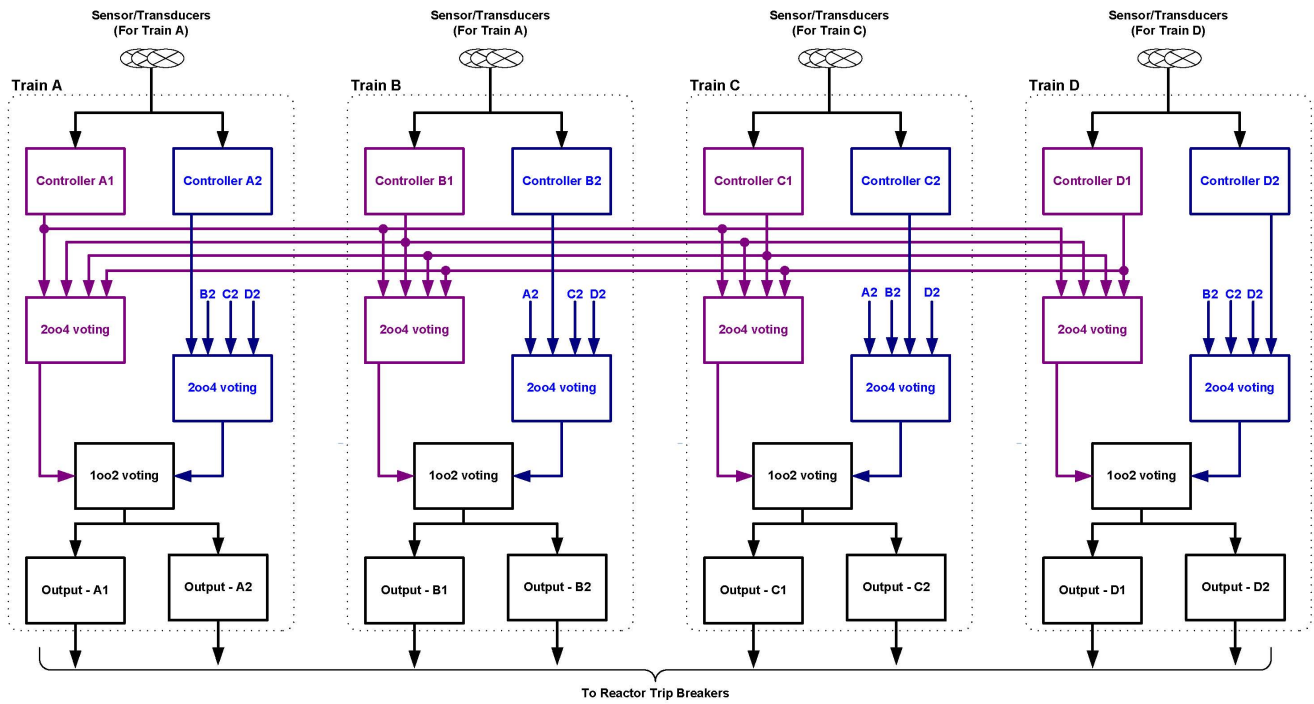 Sensor/Transducers
(For Train A)
Sensor/Transducers
(For Train A)
Sensor/Transducers
(For Train C)
Sensor/Transducers
(For Train D)
Train A
Train B
Train C
Train D
Controller A1
Controller A2
Controller B1
Controller B2
Controller C1
Controller C2
Controller D1
Controller D2
B2 C2 D2
A2 C2 D2
A2 B2 D2
B2 C2 D2
2oo4 voting
2oo4 voting
2oo4 voting
2oo4 voting
2oo4 voting
2oo4 voting
2oo4 voting
2oo4 voting
1oo2 voting
1oo2 voting
1oo2 voting
1oo2 voting
Output - A1
Output - A2
Output - B1
Output - B2
Output - C1
Output - C2
Output - D1
Output - D2
To Reactor Trip Breakers